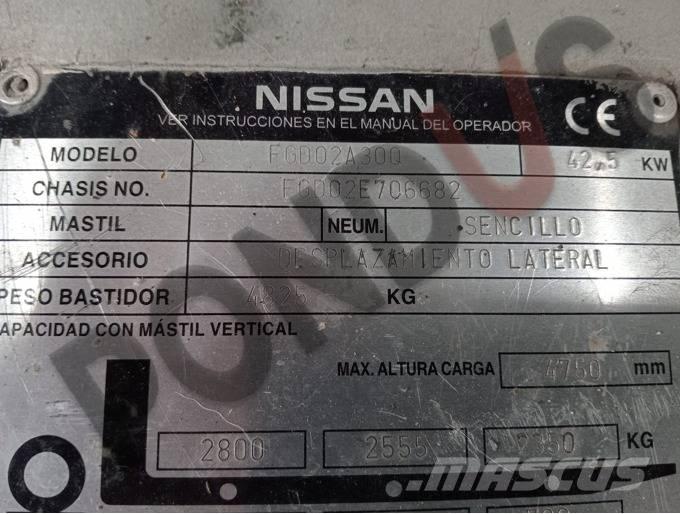 NISSAN
VER INSTRUCCIONES EN EL MANUAL DEL OPERADOR
CE
MODELO FGD02A30Q 42.5 KW
CHASIS NO. FGD02E706682
MASTIL NEUM. SENCILLO
ACCESORIO DESPLAZAMIENTO LATERAL
PESO BASTIDOR 4825 KG
CAPACIDAD CON MÁSTIL VERTICAL
MAX. ALTURA CARGA 4750 mm
2800 2555 KG
PONDUS
MASCUS